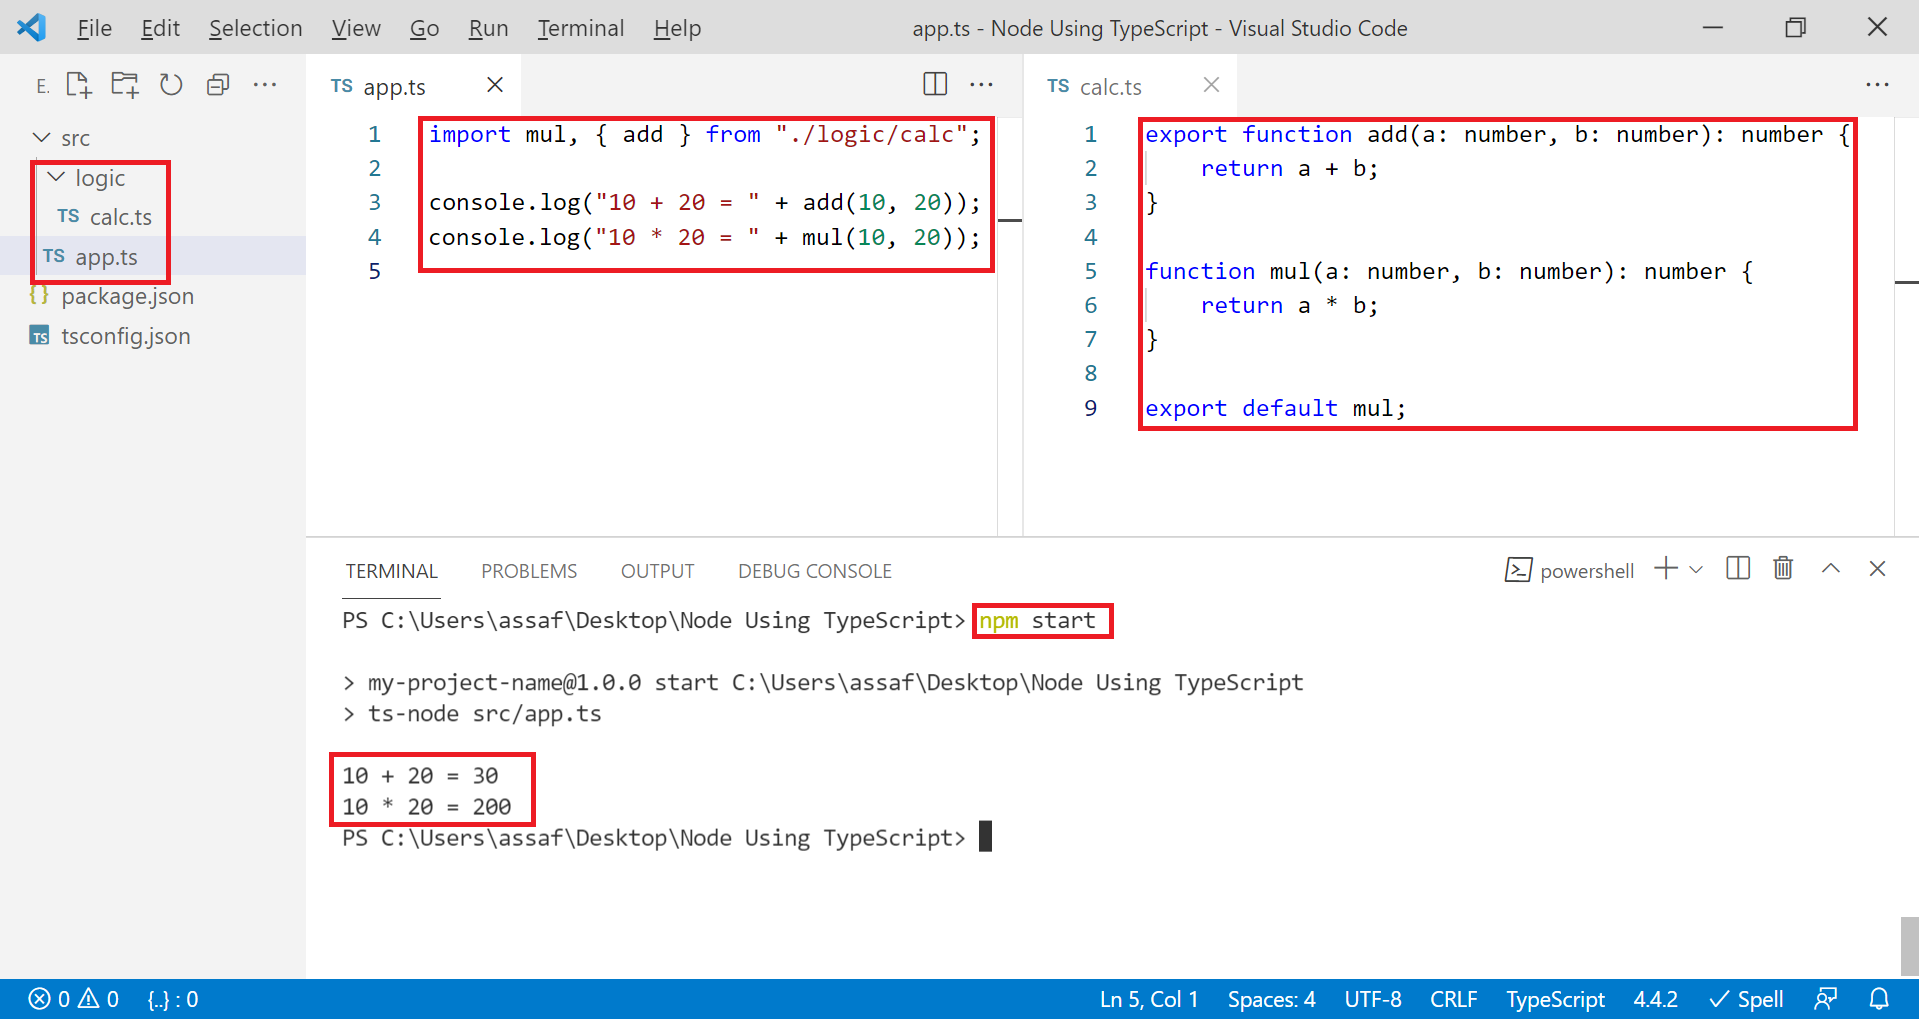 File Edit Selection View Go Run Terminal Help app.ts - Node Using TypeScript - Visual Studio Code
E.
src
logic
TS calc.ts
TS app.ts
{} package.json
TS tsconfig.json
TS app.ts
1 import mul, { add } from "./logic/calc";
2
3 console.log("10 + 20 = " + add(10, 20));
4 console.log("10 * 20 = " + mul(10, 20));
5
TS calc.ts
1 export function add(a: number, b: number): number {
2 return a + b;
3 }
4
5 function mul(a: number, b: number): number {
6 return a * b;
7 }
8
9 export default mul;
TERMINAL PROBLEMS OUTPUT DEBUG CONSOLE powershell
PS C:\Users\assaf\Desktop\Node Using TypeScript> npm start
> my-project-name@1.0.0 start C:\Users\assaf\Desktop\Node Using TypeScript
> ts-node src/app.ts
10 + 20 = 30
10 * 20 = 200
PS C:\Users\assaf\Desktop\Node Using TypeScript>
0 0 {..} : 0 Ln 5, Col 1 Spaces: 4 UTF-8 CRLF TypeScript 4.4.2 Spell